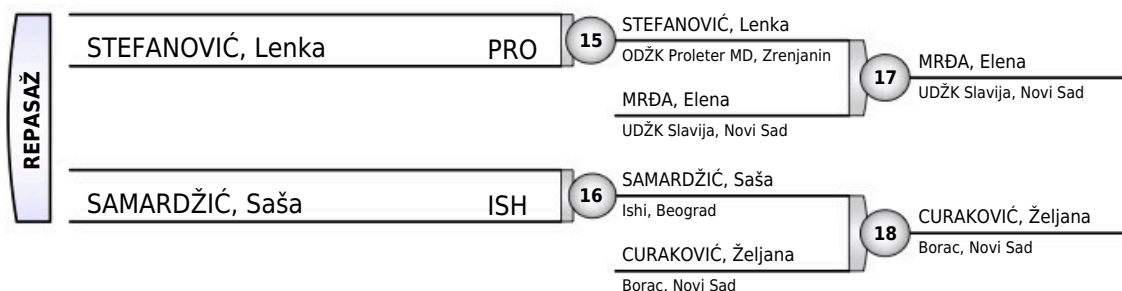 REPASAŽ
STEFANOVIĆ, Lenka PRO
15
STEFANOVIĆ, Lenka
ODŽK Proleter MD, Zrenjanin
MRĐA, Elena
UDŽK Slavija, Novi Sad
17
MRĐA, Elena
UDŽK Slavija, Novi Sad
SAMARDŽIĆ, Saša ISH
16
SAMARDŽIĆ, Saša
Ishi, Beograd
CURAKOVIĆ, Željana
Borac, Novi Sad
18
CURAKOVIĆ, Željana
Borac, Novi Sad